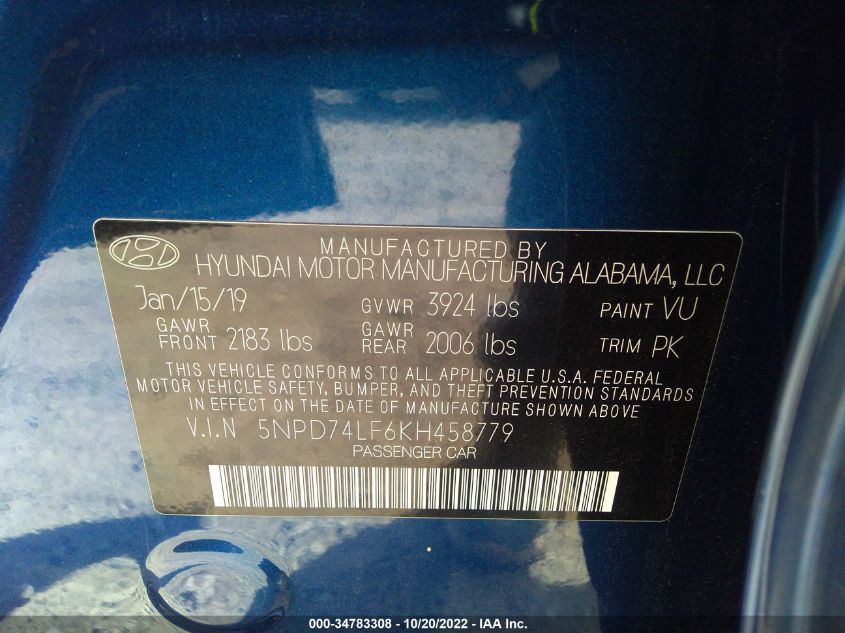 MANUFACTURED BY
HYUNDAI MOTOR MANUFACTURING ALABAMA, LLC
Jan/15/19 GVWR 3924 lbs PAINT VU
GAWR FRONT 2183 lbs GAWR REAR 2006 lbs TRIM PK
THIS VEHICLE CONFORMS TO ALL APPLICABLE U.S.A. FEDERAL
MOTOR VEHICLE SAFETY, BUMPER, AND THEFT PREVENTION STANDARDS
IN EFFECT ON THE DATE OF MANUFACTURE SHOWN ABOVE
V.I.N 5NPD74LF6KH458779
PASSENGER CAR
000-34783308 - 10/20/2022 - IAA Inc.